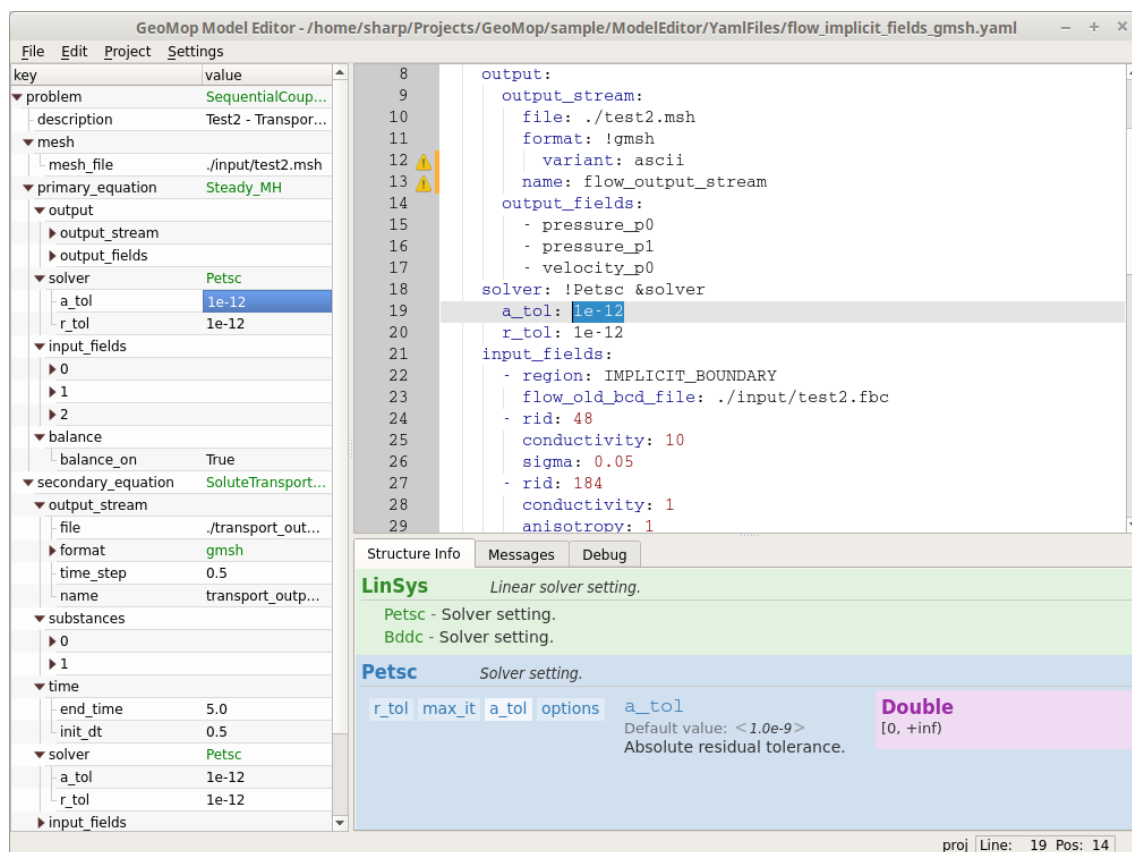 GeoMop Model Editor - /home/sharp/Projects/GeoMop/sample/ModelEditor/YamlFiles/flow_implicit_fields_gmsh.yaml
File Edit Project Settings
key value
problem SequentialCoup...
description Test2 - Transpor...
mesh
mesh_file ./input/test2.msh
primary_equation Steady_MH
output
output_stream
output_fields
solver Petsc
a_tol 1e-12
r_tol 1e-12
input_fields
0
1
2
balance
balance_on True
secondary_equation SoluteTransport...
output_stream
file ./transport_out...
format gmsh
time_step 0.5
name transport_outp...
substances
0
1
time
end_time 5.0
init_dt 0.5
solver Petsc
a_tol 1e-12
r_tol 1e-12
input_fields
8 output:
9 output_stream:
10 file: ./test2.msh
11 format: !gmsh
12 variant: ascii
13 name: flow_output_stream
14 output_fields:
15 - pressure_p0
16 - pressure_p1
17 - velocity_p0
18 solver: !Petsc &solver
19 a_tol: 1e-12
20 r_tol: 1e-12
21 input_fields:
22 - region: IMPLICIT_BOUNDARY
23 flow_old_bcd_file: ./input/test2.fbc
24 - rid: 48
25 conductivity: 10
26 sigma: 0.05
27 - rid: 184
28 conductivity: 1
29 anisotropy: 1
Structure Info Messages Debug
LinSys Linear solver setting.
Petsc - Solver setting.
Bddc - Solver setting.
Petsc Solver setting.
r_tol max_it a_tol options
a_tol
Default value: <1.0e-9>
Absolute residual tolerance.
Double
[0, +inf)
proj Line: 19 Pos: 14